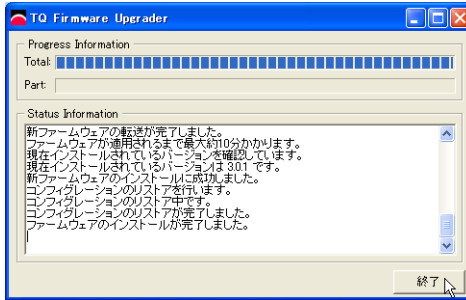 TQ Firmware Upgrader
Progress Information
Total:
Part:
Status Information
新ファームウェアの転送が完了しました。
ファームウェアが適用されるまで最大約10分かかります。
現在インストールされているバージョンを確認しています。
現在インストールされているバージョンは 3.0.1 です。
新ファームウェアのインストールに成功しました。
コンフィグレーションのリストアを行います。
コンフィグレーションのリストア中です。
コンフィグレーションのリストアが完了しました。
ファームウェアのインストールが完了しました。
終了